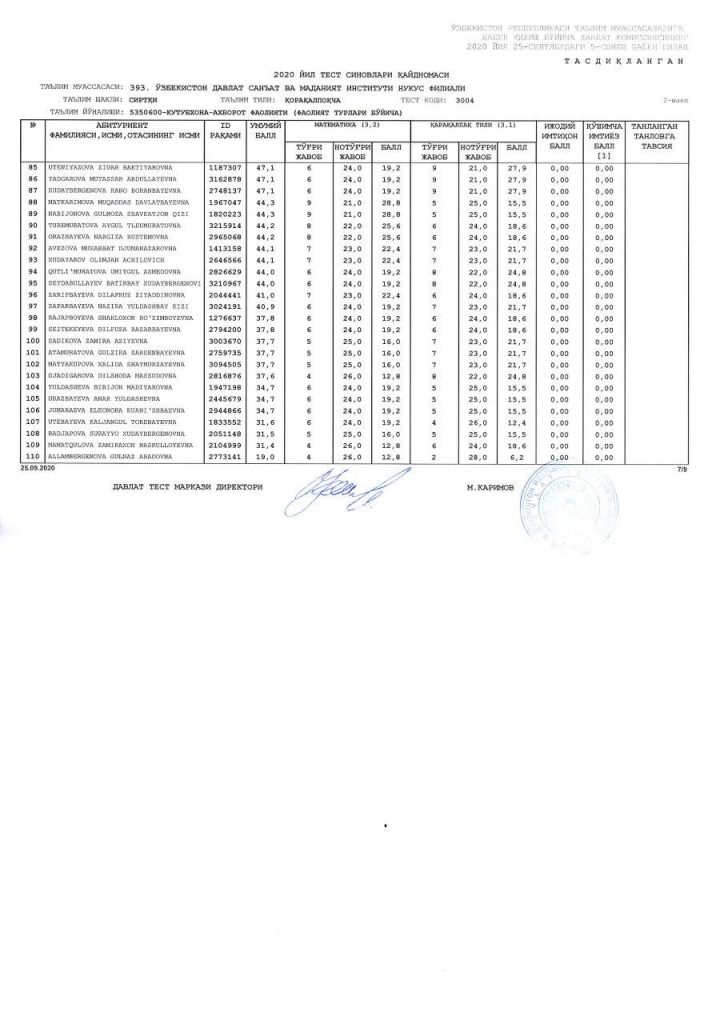 ЎЗБЕКИСТОН РЕСПУБЛИКАСИ ТАЪЛИМ МУАССАСАЛАРИГА
ҚАБУЛ ҚИЛИШ БЎЙИЧА ДАВЛАТ КОМИССИЯСИНИНГ
2020 ЙИЛ 25-СЕНТЯБРДАГИ 5-СОНЛИ БАЁНИ БИЛАН
ТАСДИҚЛАНГАН
2020 ЙИЛ ТЕСТ СИНОВЛАРИ ҚАЙДНОМАСИ
ТАЪЛИМ МУАССАСАСИ: 393. ЎЗБЕКИСТОН ДАВЛАТ САНЪАТ ВА МАДАНИЯТ ИНСТИТУТИ НУКУС ФИЛИАЛИ
ТАЪЛИМ ШАКЛИ: СИРТҚИ ТАЪЛИМ ТИЛИ: ҚОРАҚАЛПОҚЧА ТЕСТ КОДИ: 3004 2-шакл
ТАЪЛИМ ЙЎНАЛИШИ: 5350600-КУТУБХОНА-АХБОРОТ ФАОЛИЯТИ (ФАОЛИЯТ ТУРЛАРИ БЎЙИЧА)
№ АБИТУРИЕНТ ID УМУМИЙ МАТЕМАТИКА (3,2) ҚАРАҚАЛПАК ТИЛИ (3,1) ИЖОДИЙ ҚЎШИМЧА ТАНЛАНГАН
ФАМИЛИЯСИ,ИСМИ,ОТАСИНИНГ ИСМИ РАҚАМИ БАЛЛ ИМТИҲОН ИМТИЁЗ ТАНЛОВГА
ТЎҒРИ НОТЎҒРИ БАЛЛ ТЎҒРИ НОТЎҒРИ БАЛЛ БАЛЛ БАЛЛ ТАВСИЯ
ЖАВОБ ЖАВОБ ЖАВОБ ЖАВОБ [1]
85 UTENIYAZOVA ZIUAR BAKTIYAROVNA 1187307 47,1 6 24,0 19,2 9 21,0 27,9 0,00 0,00
86 YADGAROVA MUYASSAR ABDULLAYEVNA 3162878 47,1 6 24,0 19,2 9 21,0 27,9 0,00 0,00
87 KUDAYBERGENOVA RANO BORANBAYEVNA 2748137 47,1 6 24,0 19,2 9 21,0 27,9 0,00 0,00
88 MATKARIMOVA MUQADDAS DAVLATBAYEVNA 1967047 44,3 9 21,0 28,8 5 25,0 15,5 0,00 0,00
89 NABIJONOVA GULNOZA SHAVKATJON QIZI 1820223 44,3 9 21,0 28,8 5 25,0 15,5 0,00 0,00
90 TUREMURATOVA AYGUL TLEUMURATOVNA 3215914 44,2 8 22,0 25,6 6 24,0 18,6 0,00 0,00
91 ORAZBAYEVA NARGIZA RUSTEMOVNA 2965068 44,2 8 22,0 25,6 6 24,0 18,6 0,00 0,00
92 AVEZOVA MUXABBAT DJUMANAZAROVNA 1413158 44,1 7 23,0 22,4 7 23,0 21,7 0,00 0,00
93 XUDAYAROV OLIMJAN ACHILOVICH 2646566 44,1 7 23,0 22,4 7 23,0 21,7 0,00 0,00
94 QUTLI'MURATOVA UMIYGUL AXMEDOVNA 2826629 44,0 6 24,0 19,2 8 22,0 24,8 0,00 0,00
95 SEYDABULLAYEV BATIRBAY XUDAYBERGENOVI 3210967 44,0 6 24,0 19,2 8 22,0 24,8 0,00 0,00
96 ZARIPBAYEVA DILAFRUZ ZIYADDINOVNA 2044441 41,0 7 23,0 22,4 6 24,0 18,6 0,00 0,00
97 SAPARBAYEVA NAZIRA YULDASHBAY KIZI 3024191 40,9 6 24,0 19,2 7 23,0 21,7 0,00 0,00
98 RAJAPBOYEVA SHAHLOXON RO'ZIMBOYEVNA 1276637 37,8 6 24,0 19,2 6 24,0 18,6 0,00 0,00
99 SEITEKEYEVA DILFUZA BAZARBAYEVNA 2794200 37,8 6 24,0 19,2 6 24,0 18,6 0,00 0,00
100 SADIKOVA ZAMIRA AZIYEVNA 3003670 37,7 5 25,0 16,0 7 23,0 21,7 0,00 0,00
101 ATAMURATOVA GULZIRA SARSENBAYEVNA 2759735 37,7 5 25,0 16,0 7 23,0 21,7 0,00 0,00
102 MATYAKUPOVA XALIDA SHAYMURZAYEVNA 3094505 37,7 5 25,0 16,0 7 23,0 21,7 0,00 0,00
103 DJADIGAROVA DILSHODA MAXSUDOVNA 2816876 37,6 4 26,0 12,8 8 22,0 24,8 0,00 0,00
104 YULDASHEVA BIBIJON MADIYAROVNA 1947198 34,7 6 24,0 19,2 5 25,0 15,5 0,00 0,00
105 URAZBAYEVA ANAR YULDASHEVNA 2445679 34,7 6 24,0 19,2 5 25,0 15,5 0,00 0,00
106 JUMABAEVA ELEONORA KUANI'SHBAEVNA 2944866 34,7 6 24,0 19,2 5 25,0 15,5 0,00 0,00
107 UTEBAYEVA KALJANGUL TOREBAYEVNA 1833552 31,6 6 24,0 19,2 4 26,0 12,4 0,00 0,00
108 RADJAPOVA SURAYYO XUDAYBERGENOVNA 2051148 31,5 5 25,0 16,0 5 25,0 15,5 0,00 0,00
109 MAMATQULOVA ZAMIRAXON NASRULLOYEVNA 2104999 31,4 4 26,0 12,8 6 24,0 18,6 0,00 0,00
110 ALLAMBERGENOVA GULNAZ ABADOVNA 2773141 19,0 4 26,0 12,8 2 28,0 6,2 0,00 0,00
25.09.2020 7/9
ДАВЛАТ ТЕСТ МАРКАЗИ ДИРЕКТОРИ М.КАРИМОВ